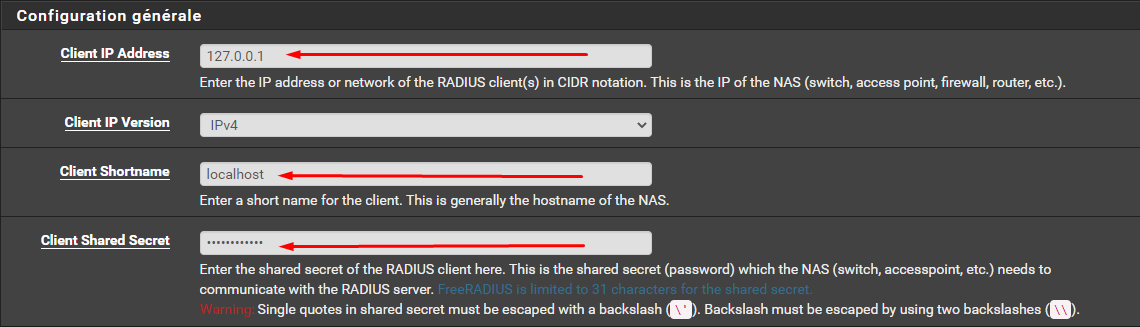 Configuration générale
Client IP Address
127.0.0.1
Enter the IP address or network of the RADIUS client(s) in CIDR notation. This is the IP of the NAS (switch, access point, firewall, router, etc.).
Client IP Version
IPv4
Client Shortname
localhost
Enter a short name for the client. This is generally the hostname of the NAS.
Client Shared Secret
••••••••••••
Enter the shared secret of the RADIUS client here. This is the shared secret (password) which the NAS (switch, accesspoint, etc.) needs to
communicate with the RADIUS server. FreeRADIUS is limited to 31 characters for the shared secret.
Warning: Single quotes in shared secret must be escaped with a backslash (\'). Backslash must be escaped by using two backslashes (\\).